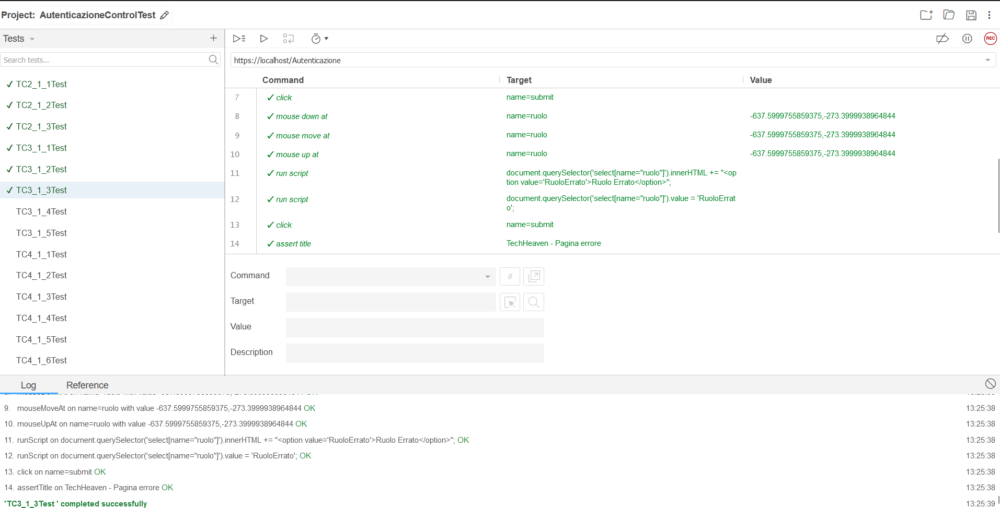 Project: AutenticazioneControlTest
Tests
Search tests...
✓ TC2_1_1Test
✓ TC2_1_2Test
✓ TC2_1_3Test
✓ TC3_1_1Test
✓ TC3_1_2Test
✓ TC3_1_3Test
TC3_1_4Test
TC3_1_5Test
TC4_1_1Test
TC4_1_2Test
TC4_1_3Test
TC4_1_4Test
TC4_1_5Test
TC4_1_6Test
REC
https://localhost/Autenticazione
Command Target Value
7 ✓ click name=submit
8 ✓ mouse down at name=ruolo -637.5999755859375,-273.3999938964844
9 ✓ mouse move at name=ruolo -637.5999755859375,-273.3999938964844
10 ✓ mouse up at name=ruolo -637.5999755859375,-273.3999938964844
11 ✓ run script document.querySelector('select[name="ruolo"]').innerHTML += "<op
tion value='RuoloErrato'>Ruolo Errato</option>";
12 ✓ run script document.querySelector('select[name="ruolo"]').value = 'RuoloErrat
o';
13 ✓ click name=submit
14 ✓ assert title TechHeaven - Pagina errore
Command //
Target
Value
Description
Log Reference
9. mouseMoveAt on name=ruolo with value -637.5999755859375,-273.3999938964844 OK 13:25:38
10. mouseUpAt on name=ruolo with value -637.5999755859375,-273.3999938964844 OK 13:25:38
11. runScript on document.querySelector('select[name="ruolo"]').innerHTML += "<option value='RuoloErrato'>Ruolo Errato</option>"; OK 13:25:38
12. runScript on document.querySelector('select[name="ruolo"]').value = 'RuoloErrato'; OK 13:25:38
13. click on name=submit OK 13:25:38
14. assertTitle on TechHeaven - Pagina errore OK 13:25:38
'TC3_1_3Test ' completed successfully 13:25:39